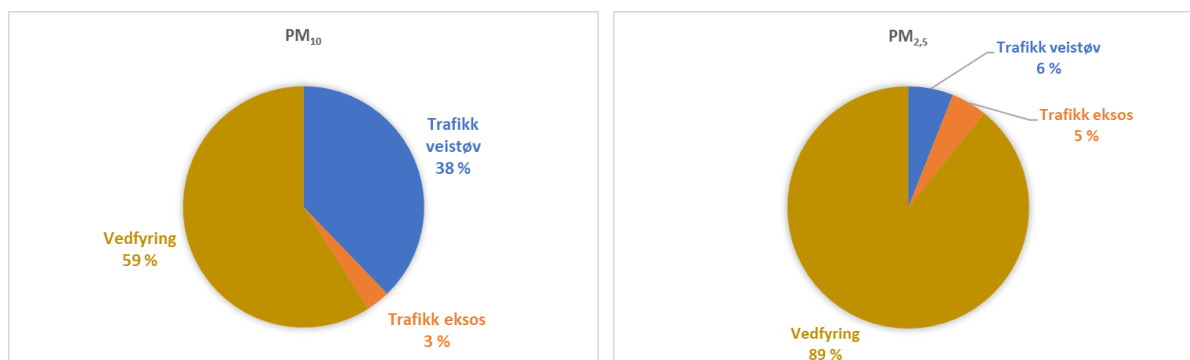 PM10
Trafikk
veistøv
38 %
Vedfyring
59 %
Trafikk eksos
3 %
PM2,5
Trafikk veistøv
6 %
Trafikk eksos
5 %
Vedfyring
89 %